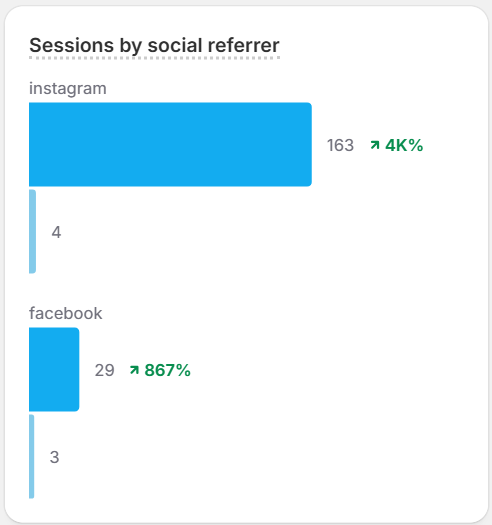 Sessions by social referrer
instagram
163 ↗ 4K%
4
facebook
29 ↗ 867%
3